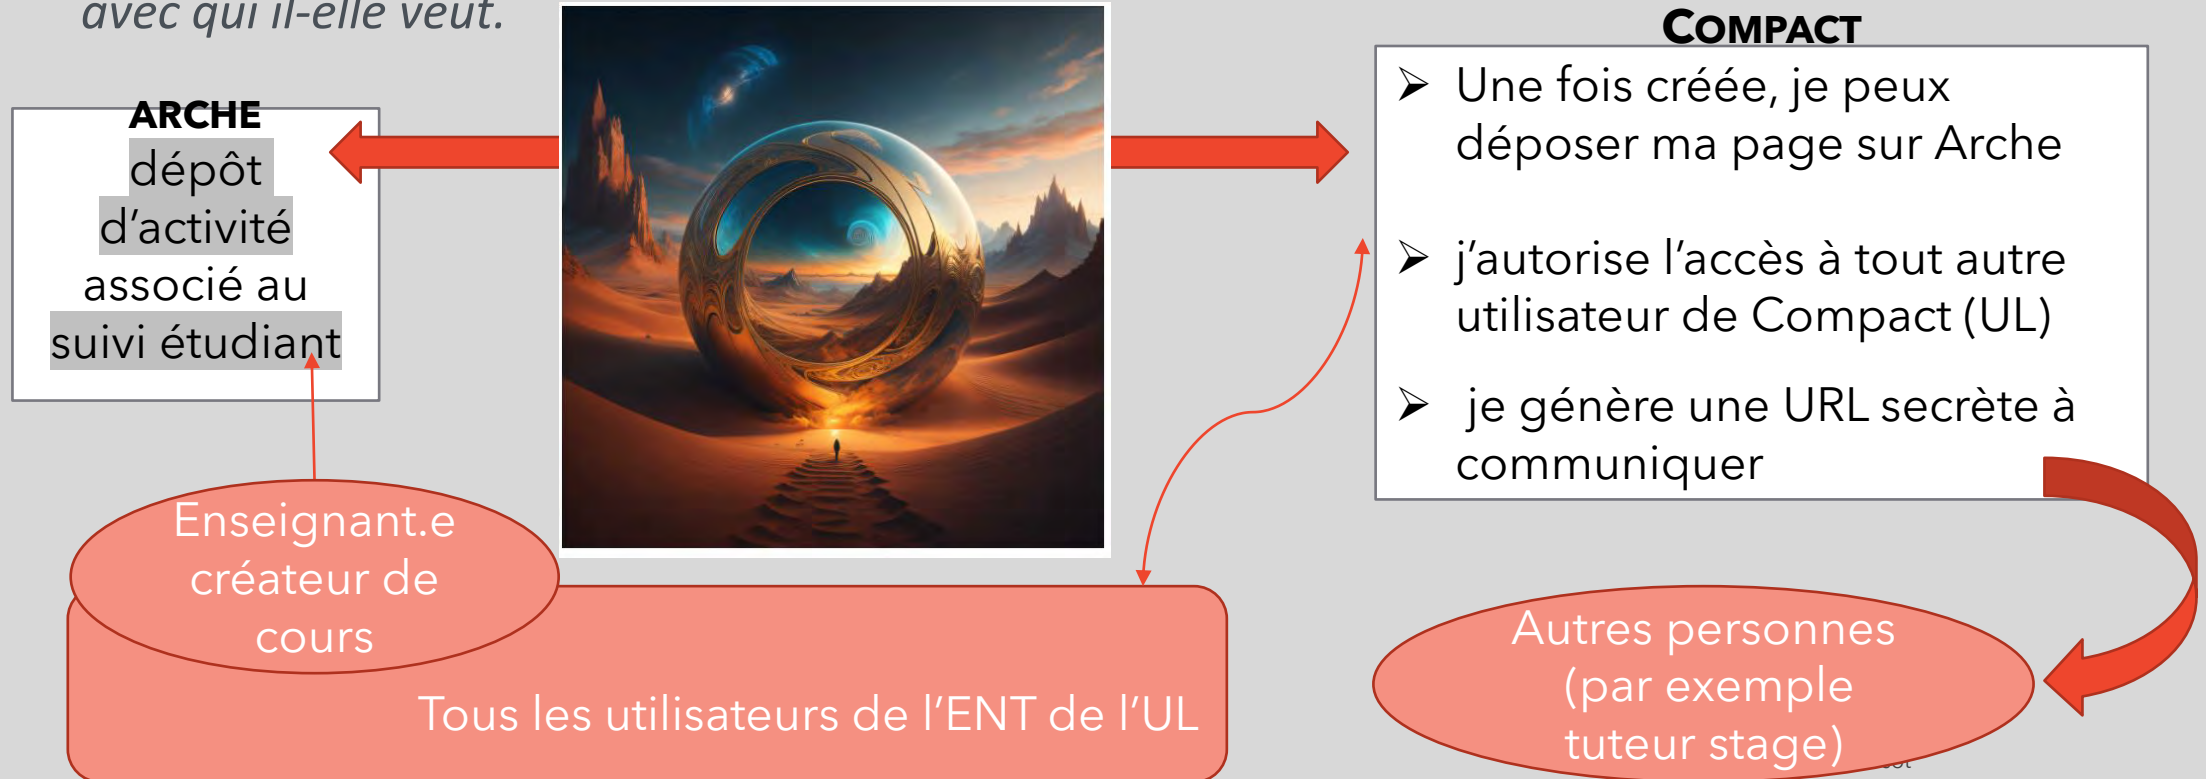 avec qui il-elle veut.
ARCHE
dépôt
d’activité
associé au
suivi étudiant
COMPACT
➢ Une fois créée, je peux
déposer ma page sur Arche
➢ j’autorise l’accès à tout autre
utilisateur de Compact (UL)
➢ je génère une URL secrète à
communiquer
Enseignant.e
créateur de
cours
Tous les utilisateurs de l’ENT de l’UL
Autres personnes
(par exemple
tuteur stage)